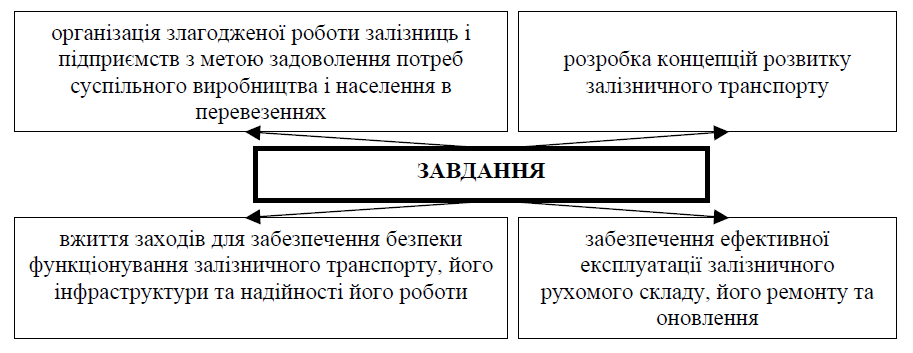 організація злагодженої роботи залізниць і
підприємств з метою задоволення потреб
суспільного виробництва і населення в
перевезеннях
розробка концепцій розвитку
залізничного транспорту
ЗАВДАННЯ
вжиття заходів для забезпечення безпеки
функціонування залізничного транспорту, його
інфраструктури та надійності його роботи
забезпечення ефективної
експлуатації залізничного
рухомого складу, його ремонту та
оновлення